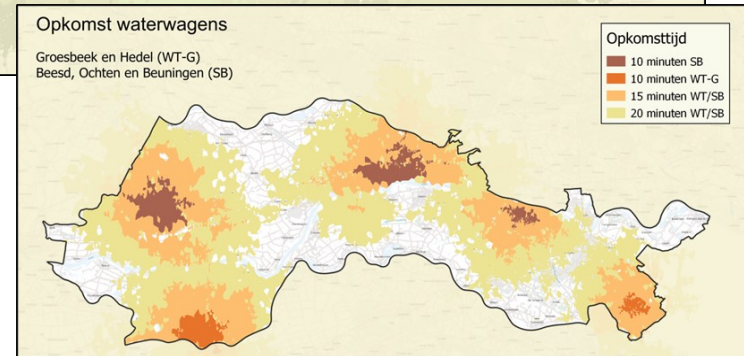 Opkomst waterwagens
Groesbeek en Hedel (WT-G)
Beesd, Ochten en Beuningen (SB)
Opkomsttijd
10 minuten SB
10 minuten WT-G
15 minuten WT/SB
20 minuten WT/SB